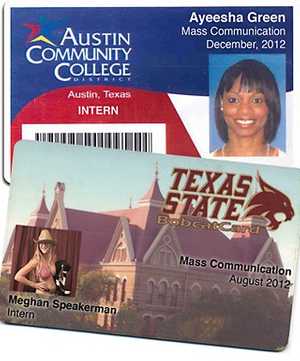 AUSTIN
COMMUNITY
COLLEGE
DISTRICT
Austin, Texas
INTERN
Ayeesha Green
Mass Communication
December, 2012
TEXAS
STATE
BobcatCard
Mass Communication
August 2012
Meghan Speakerman
Intern